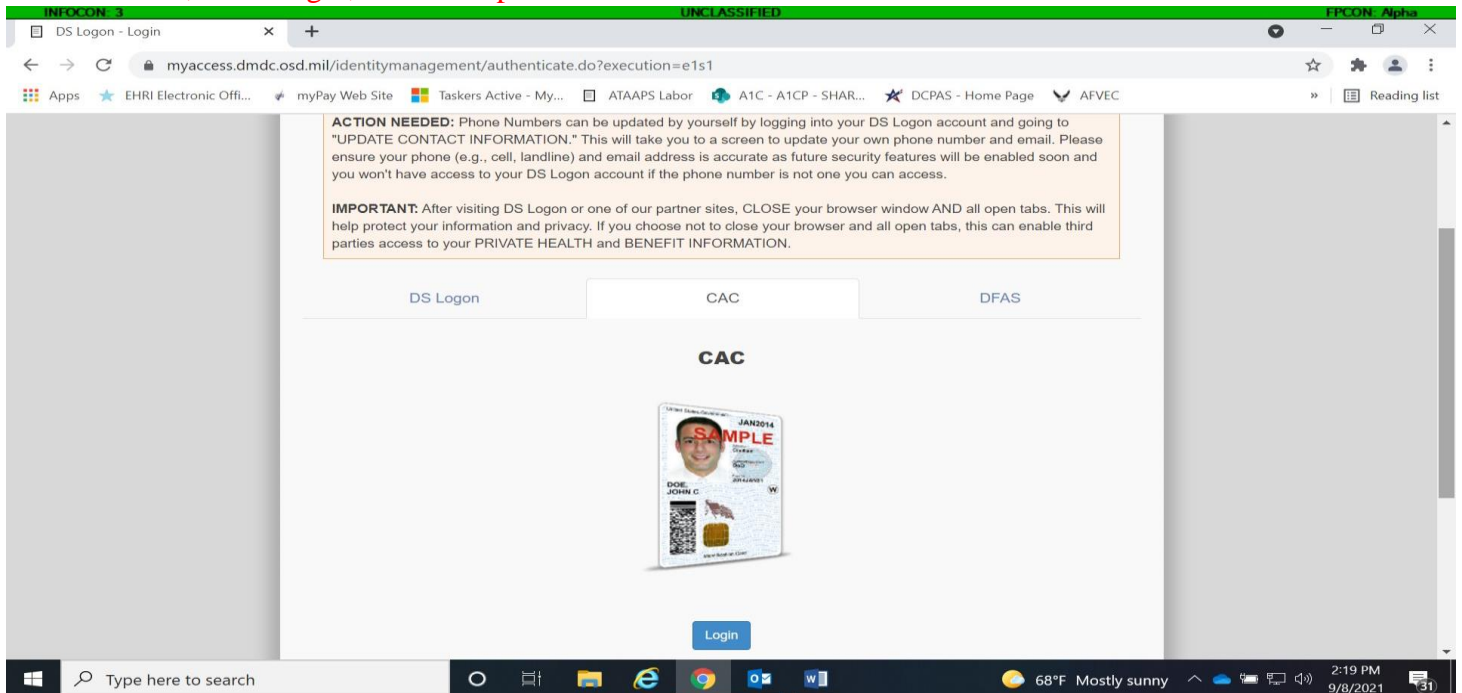 INFOCON: 3 UNCLASSIFIED FPCON: Alpha
DS Logon - Login
myaccess.dmdc.osd.mil/identitymanagement/authenticate.do?execution=e1s1
Apps EHRI Electronic Offi... myPay Web Site Taskers Active - My... ATAAPS Labor A1C - A1CP - SHAR... DCPAS - Home Page AFVEC » Reading list
ACTION NEEDED: Phone Numbers can be updated by yourself by logging into your DS Logon account and going to
"UPDATE CONTACT INFORMATION." This will take you to a screen to update your own phone number and email. Please
ensure your phone (e.g., cell, landline) and email address is accurate as future security features will be enabled soon and
you won't have access to your DS Logon account if the phone number is not one you can access.
IMPORTANT: After visiting DS Logon or one of our partner sites, CLOSE your browser window AND all open tabs. This will
help protect your information and privacy. If you choose not to close your browser and all open tabs, this can enable third
parties access to your PRIVATE HEALTH and BENEFIT INFORMATION.
DS Logon CAC DFAS
CAC
JAN2014
SAMPLE
DOE,
JOHN C.
W
Login
Type here to search
68°F Mostly sunny
2:19 PM
9/8/2021
31